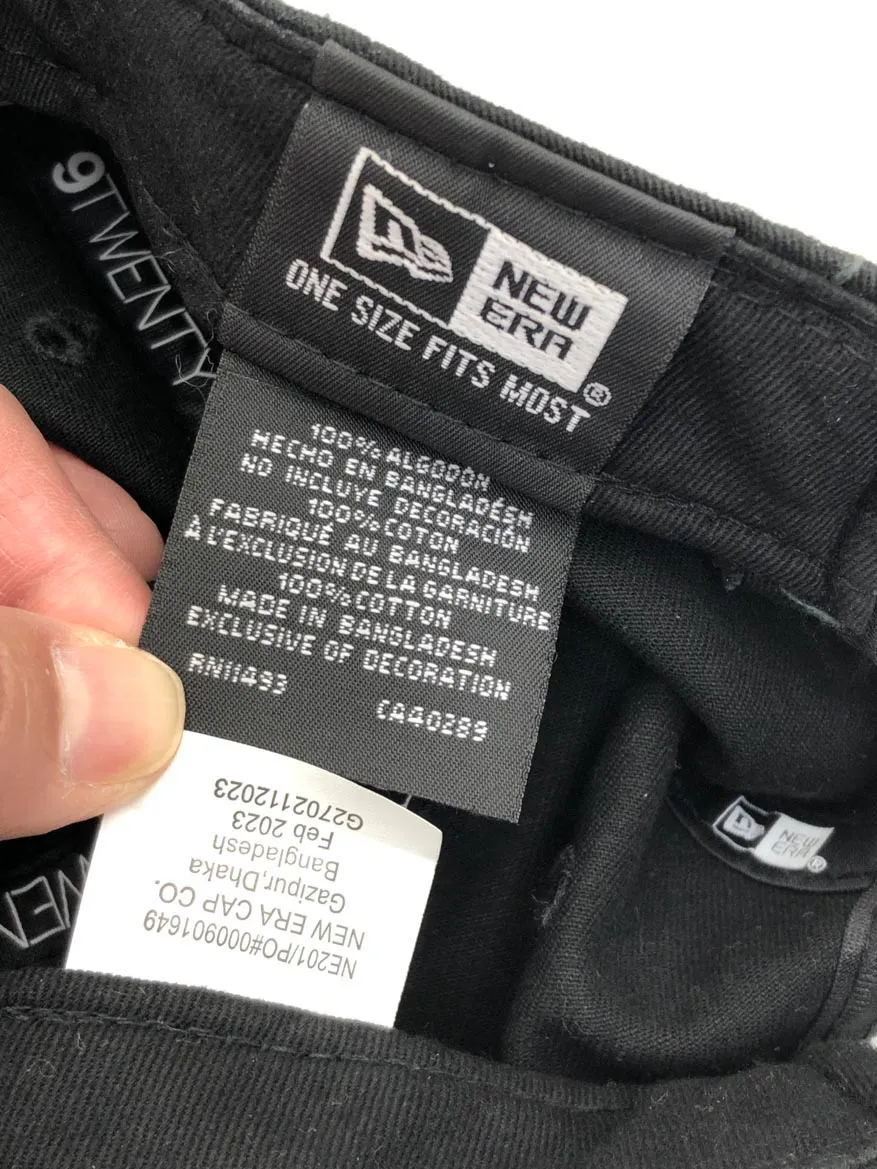 9TWENTY
NEW
ERA
®
ONE SIZE FITS MOST
100% ALGODÓN
HECHO EN BANGLADÉSH
NO INCLUYE DECORACIÓN
100% COTON
FABRIQUÉ AU BANGLADESH
À L'EXCLUSION DE LA GARNITURE
100% COTTON
MADE IN BANGLADESH
EXCLUSIVE OF DECORATION
RN11493
CA40289
NE201/PO#000901649
NEW ERA CAP CO.
Gazipur,Dhaka
Bangladesh
Feb 2023
G2702112023
NEW
ERA
®
WEN